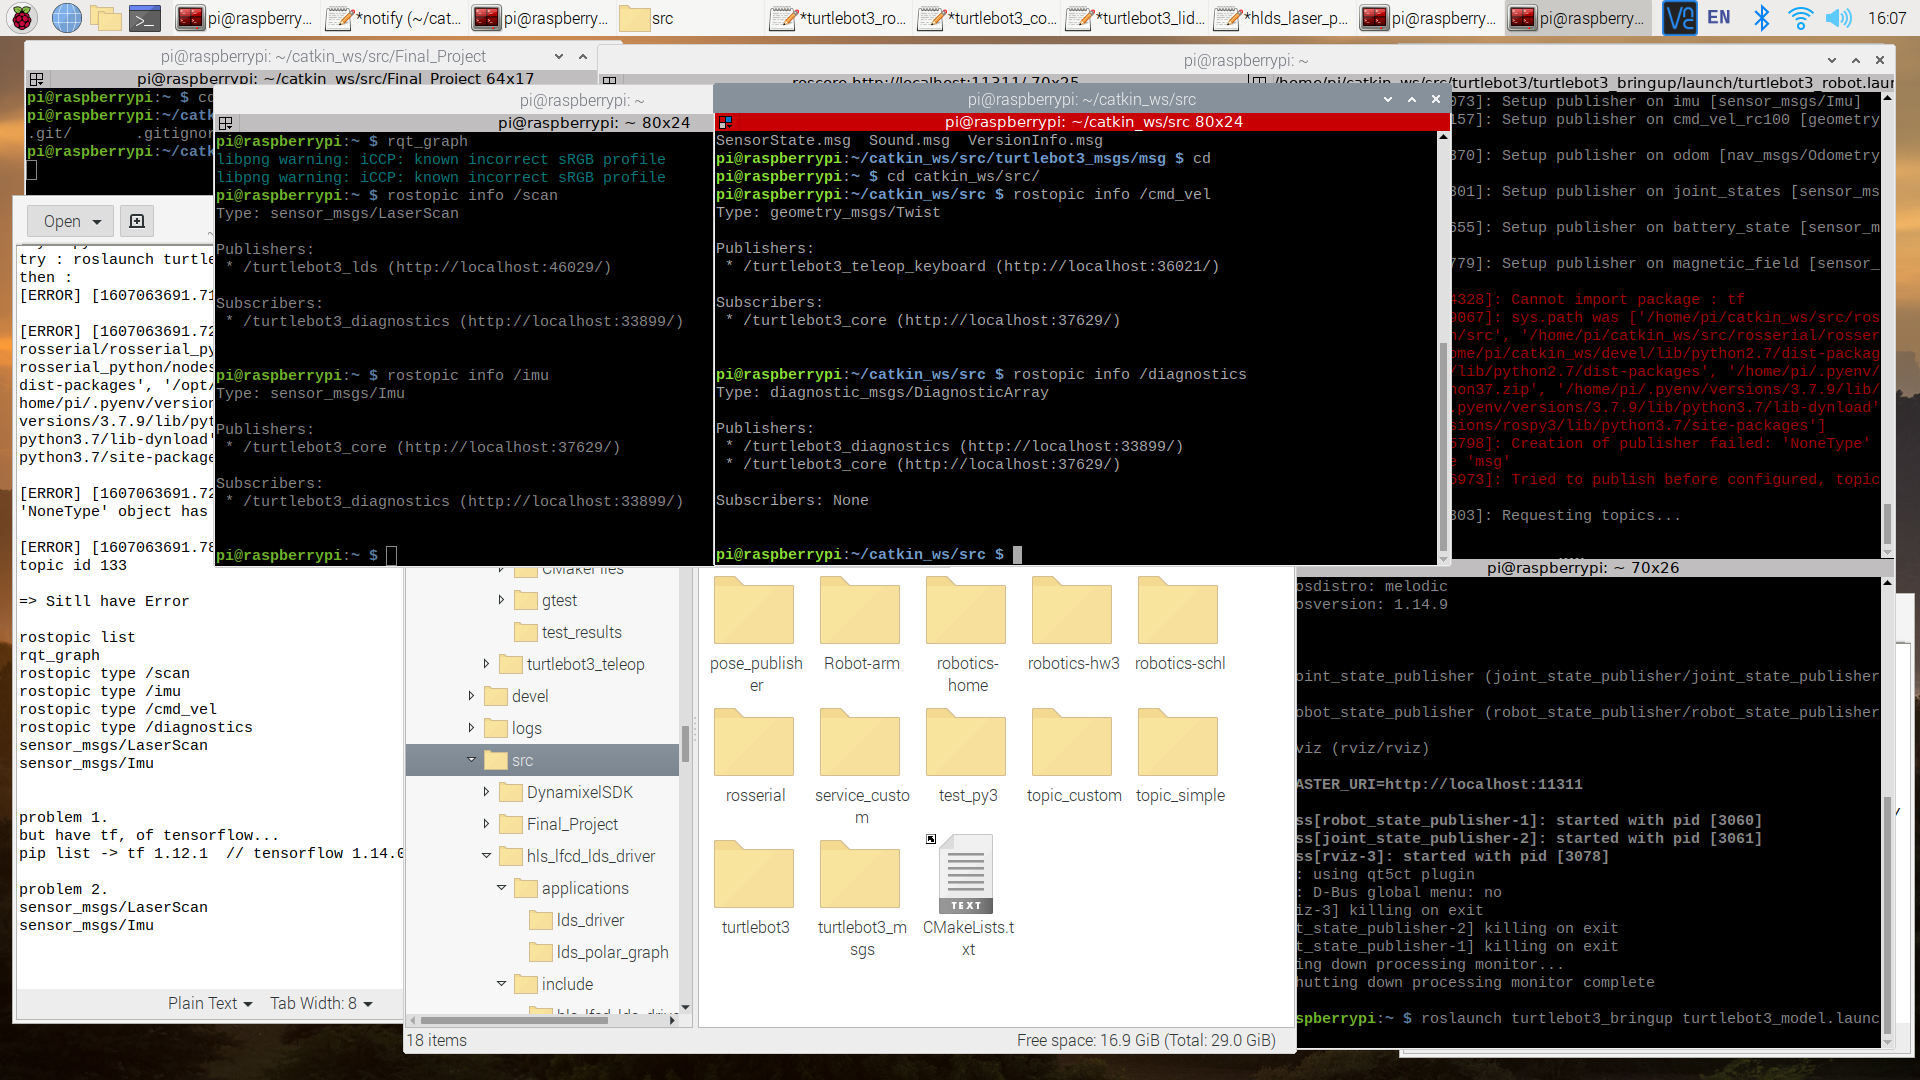 pi@raspberry...
*notify (~/cat...
pi@raspberry...
src
*turtlebot3_ro...
*turtlebot3_co...
*turtlebot3_lid...
*hlds_laser_p...
pi@raspberry...
pi@raspberry...
EN
16:07
pi@raspberrypi: ~/catkin_ws/src/Final_Project
pi@raspberrypi: ~/catkin_ws/src/Final_Project 64x17
pi@raspberrypi:~ $ cd
pi@raspberrypi:~/catk
.git/       .gitignor
pi@raspberrypi:~/catk
pi@raspberrypi: ~
roscore http://localhost:11311/ 70x25
/home/pi/catkin_ws/src/turtlebot3/turtlebot3_bringup/launch/turtlebot3_robot.laun
pi@raspberrypi: ~
pi@raspberrypi: ~ 80x24
pi@raspberrypi:~ $ rqt_graph
libpng warning: iCCP: known incorrect sRGB profile
libpng warning: iCCP: known incorrect sRGB profile
pi@raspberrypi:~ $ rostopic info /scan
Type: sensor_msgs/LaserScan
Publishers:
* /turtlebot3_lds (http://localhost:46029/)
Subscribers:
* /turtlebot3_diagnostics (http://localhost:33899/)
pi@raspberrypi:~ $ rostopic info /imu
Type: sensor_msgs/Imu
Publishers:
* /turtlebot3_core (http://localhost:37629/)
Subscribers:
* /turtlebot3_diagnostics (http://localhost:33899/)
pi@raspberrypi:~ $
pi@raspberrypi: ~/catkin_ws/src
pi@raspberrypi: ~/catkin_ws/src 80x24
SensorState.msg  Sound.msg  VersionInfo.msg
pi@raspberrypi:~/catkin_ws/src/turtlebot3_msgs/msg $ cd
pi@raspberrypi:~ $ cd catkin_ws/src/
pi@raspberrypi:~/catkin_ws/src $ rostopic info /cmd_vel
Type: geometry_msgs/Twist
Publishers:
* /turtlebot3_teleop_keyboard (http://localhost:36021/)
Subscribers:
* /turtlebot3_core (http://localhost:37629/)
pi@raspberrypi:~/catkin_ws/src $ rostopic info /diagnostics
Type: diagnostic_msgs/DiagnosticArray
Publishers:
* /turtlebot3_diagnostics (http://localhost:33899/)
* /turtlebot3_core (http://localhost:37629/)
Subscribers: None
pi@raspberrypi:~/catkin_ws/src $
073]: Setup publisher on imu [sensor_msgs/Imu]
157]: Setup publisher on cmd_vel_rc100 [geometry
370]: Setup publisher on odom [nav_msgs/Odometry
301]: Setup publisher on joint_states [sensor_ms
655]: Setup publisher on battery_state [sensor_m
779]: Setup publisher on magnetic_field [sensor_
4328]: Cannot import package : tf
9067]: sys.path was ['/home/pi/catkin_ws/src/ros
n/src', '/home/pi/catkin_ws/src/rosserial/rosser
ome/pi/catkin_ws/devel/lib/python2.7/dist-packag
/lib/python2.7/dist-packages', '/home/pi/.pyenv/
hon37.zip', '/home/pi/.pyenv/versions/3.7.9/lib/
.pyenv/versions/3.7.9/lib/python3.7/lib-dynload'
sions/rospy3/lib/python3.7/site-packages']
6798]: Creation of publisher failed: 'NoneType'
e 'msg'
6973]: Tried to publish before configured, topic
303]: Requesting topics...
Open
try : roslaunch turtle
then :
[ERROR] [1607063691.71
[ERROR] [1607063691.72
rosserial/rosserial_py
rosserial_python/nodes
dist-packages', '/opt/
home/pi/.pyenv/version
versions/3.7.9/lib/pyt
python3.7/lib-dynload'
python3.7/site-package
[ERROR] [1607063691.72
'NoneType' object has
[ERROR] [1607063691.78
topic id 133
=> Sitll have Error
rostopic list
rqt_graph
rostopic type /scan
rostopic type /imu
rostopic type /cmd_vel
rostopic type /diagnostics
sensor_msgs/LaserScan
sensor_msgs/Imu
problem 1.
but have tf, of tensorflow...
pip list -> tf 1.12.1  // tensorflow 1.14.0
problem 2.
sensor_msgs/LaserScan
sensor_msgs/Imu
Plain Text
Tab Width: 8
CMakeFiles
gtest
test_results
turtlebot3_teleop
devel
logs
src
DynamixelSDK
Final_Project
hls_lfcd_lds_driver
applications
lds_driver
lds_polar_graph
include
hls_lfcd_lds_drive
pose_publisher
Robot-arm
robotics-home
robotics-hw3
robotics-schl
rosserial
service_custom
test_py3
topic_custom
topic_simple
turtlebot3
turtlebot3_msgs
TEXT
CMakeLists.txt
18 items
Free space: 16.9 GiB (Total: 29.0 GiB)
pi@raspberrypi: ~ 70x26
osdistro: melodic
osversion: 1.14.9
oint_state_publisher (joint_state_publisher/joint_state_publisher
obot_state_publisher (robot_state_publisher/robot_state_publisher
viz (rviz/rviz)
ASTER_URI=http://localhost:11311
ss[robot_state_publisher-1]: started with pid [3060]
ss[joint_state_publisher-2]: started with pid [3061]
ss[rviz-3]: started with pid [3078]
: using qt5ct plugin
: D-Bus global menu: no
iz-3] killing on exit
t_state_publisher-2] killing on exit
t_state_publisher-1] killing on exit
ing down processing monitor...
hutting down processing monitor complete
spberrypi:~ $ roslaunch turtlebot3_bringup turtlebot3_model.launc